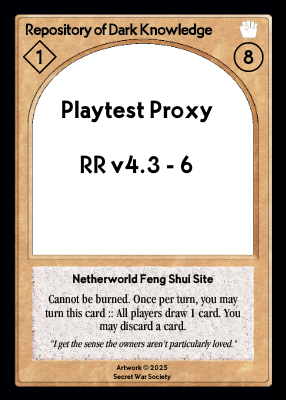 Repository of Dark Knowledge
1
8
Playtest Proxy
RR v4.3 - 6
Netherworld Feng Shui Site
Cannot be burned. Once per turn, you may
turn this card :: All players draw 1 card. You
may discard a card.
"I get the sense the owners aren't particularly loved."
Artwork © 2025
Secret War Society